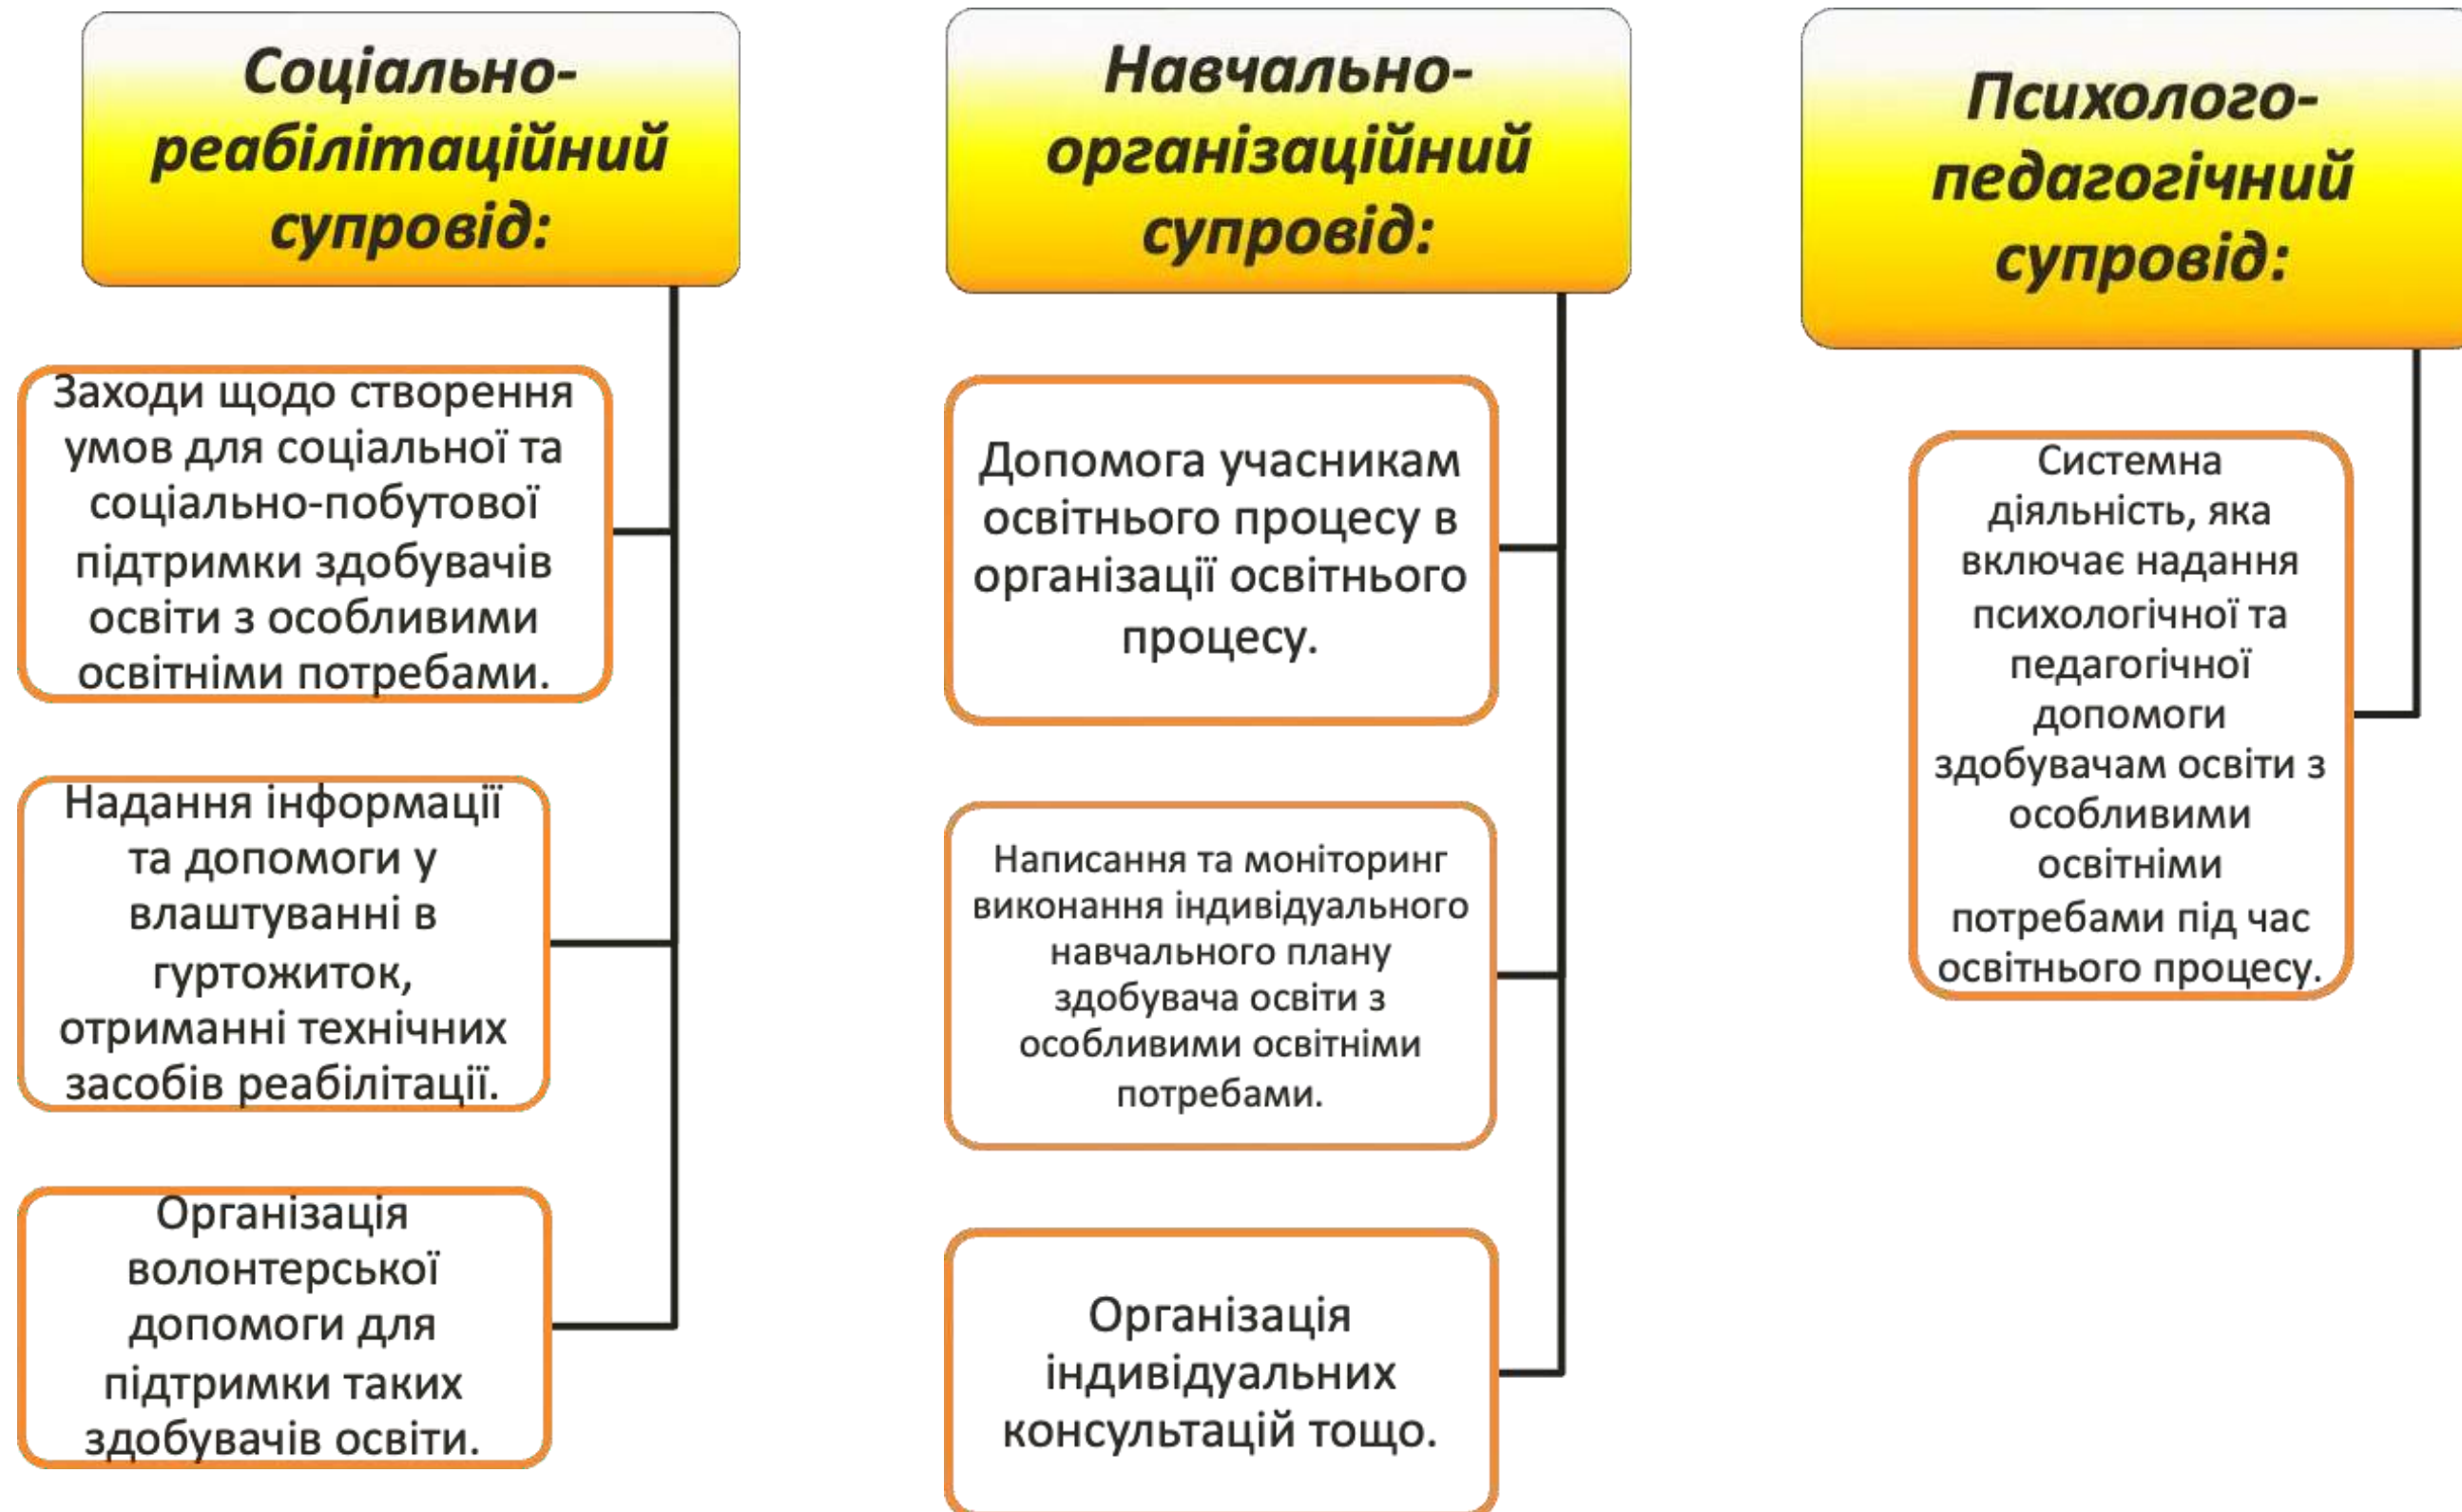 Соціально-
реабілітаційний
супровід:
Заходи щодо створення
умов для соціальної та
соціально-побутової
підтримки здобувачів
освіти з особливими
освітніми потребами.
Надання інформації
та допомоги у
влаштуванні в
гуртожиток,
отриманні технічних
засобів реабілітації.
Організація
волонтерської
допомоги для
підтримки таких
здобувачів освіти.
Навчально-
організаційний
супровід:
Допомога учасникам
освітнього процесу в
організації освітнього
процесу.
Написання та моніторинг
виконання індивідуального
навчального плану
здобувача освіти з
особливими освітніми
потребами.
Організація
індивідуальних
консультацій тощо.
Психолого-
педагогічний
супровід:
Системна
діяльність, яка
включає надання
психологічної та
педагогічної
допомоги
здобувачам освіти з
особливими
освітніми
потребами під час
освітнього процесу.